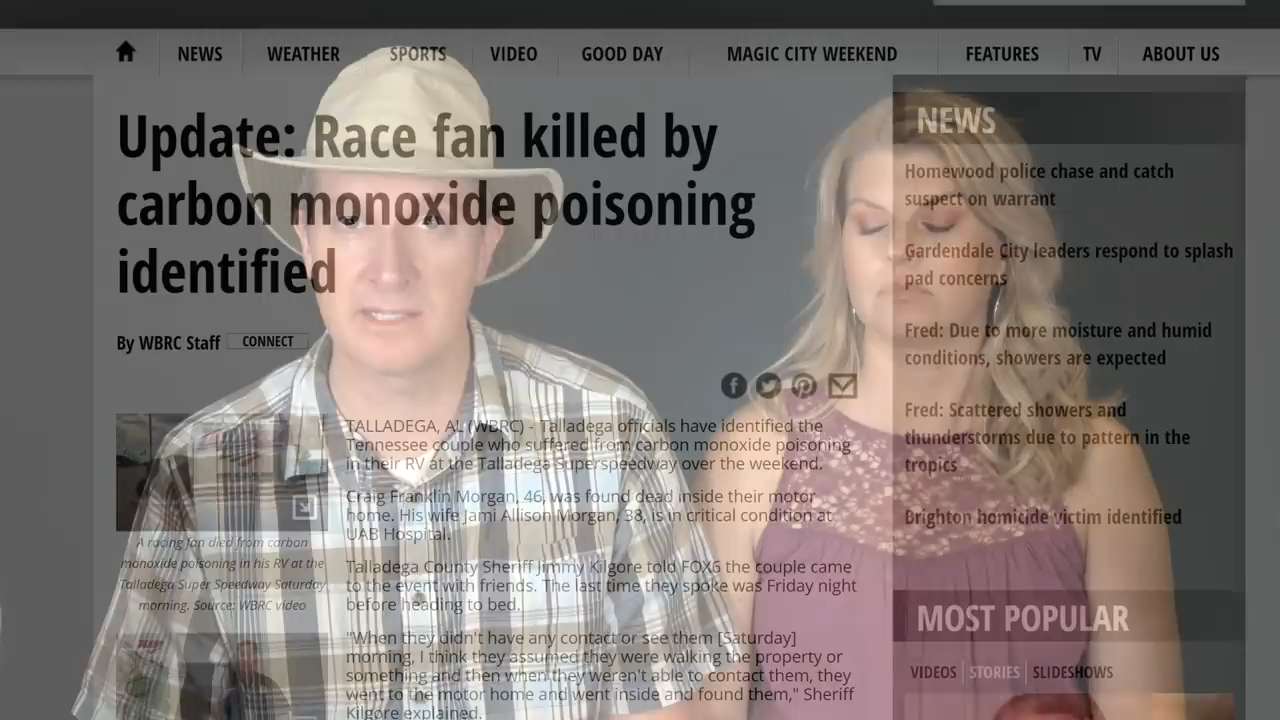 NEWS WEATHER SPORTS VIDEO GOOD DAY MAGIC CITY WEEKEND FEATURES TV ABOUT US
Update: Race fan killed by
carbon monoxide poisoning
identified
By WBRC Staff CONNECT
TALLADEGA, AL (WBRC) - Talladega officials have identified the
Tennessee couple who suffered from carbon monoxide poisoning
in their RV at the Talladega Superspeedway over the weekend.
Craig Franklin Morgan, 46, was found dead inside their motor
home. His wife Jami Allison Morgan, 38, is in critical condition at
UAB Hospital.
Talladega County Sheriff Jimmy Kilgore told FOX6 the couple came
to the event with friends. The last time they spoke was Friday night
before heading to bed.
"When they didn't have any contact or see them [Saturday]
morning, I think they assumed they were walking the property or
something and then when they weren't able to contact them, they
went to the motor home and went inside and found them," Sheriff
Kilgore explained.
A racing fan died from carbon
monoxide poisoning in his RV at the
Talladega Super Speedway Saturday
morning. Source: WBRC video
NEWS
Homewood police chase and catch
suspect on warrant
Gardendale City leaders respond to splash
pad concerns
Fred: Due to more moisture and humid
conditions, showers are expected
Fred: Scattered showers and
thunderstorms due to pattern in the
tropics
Brighton homicide victim identified
MOST POPULAR
VIDEOS STORIES SLIDESHOWS